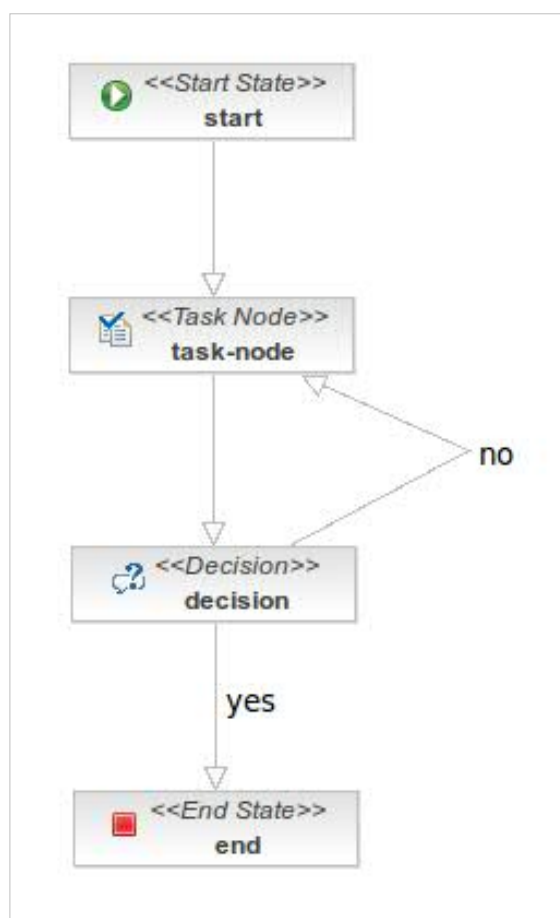 <<Start State>>
start
<<Task Node>>
task-node
no
<<Decision>>
decision
yes
<<End State>>
end